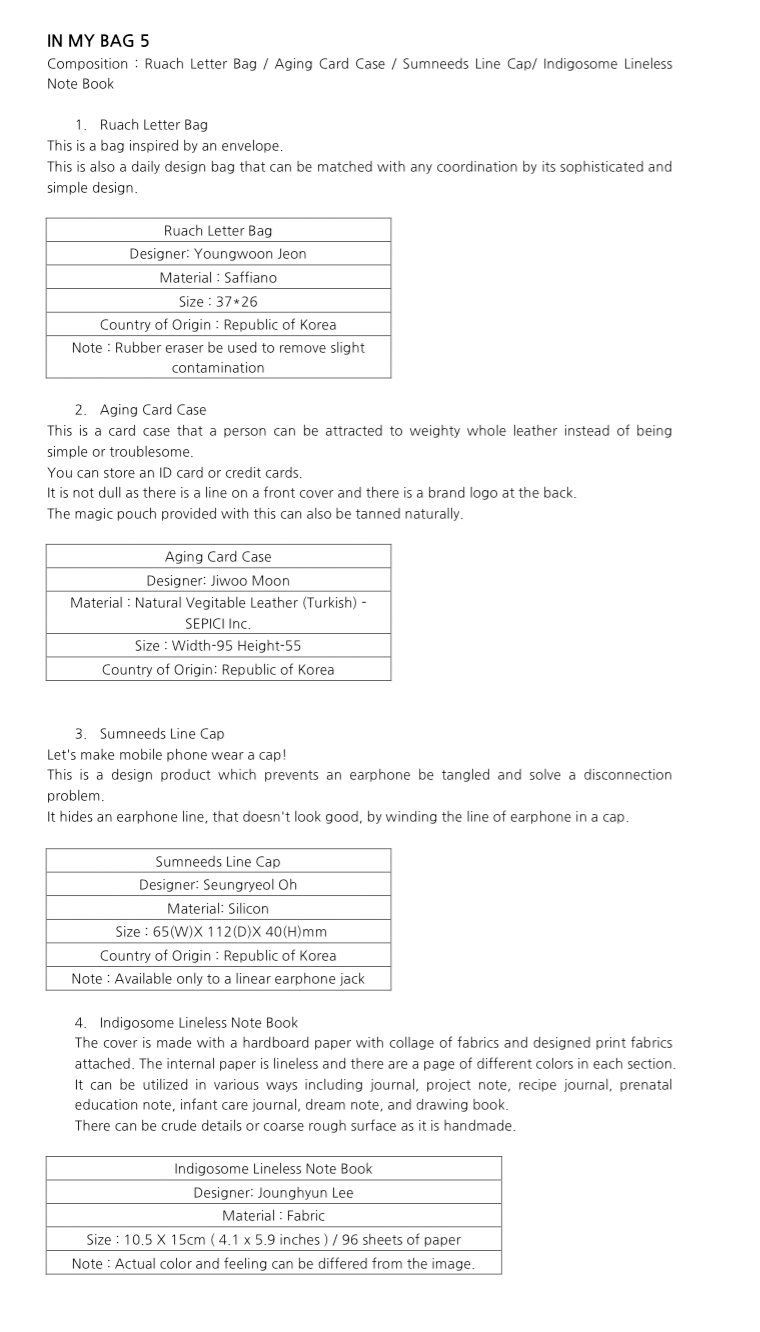 IN MY BAG 5
Composition : Ruach Letter Bag / Aging Card Case / Sumneeds Line Cap/ Indigosome Lineless
Note Book
1. Ruach Letter Bag
This is a bag inspired by an envelope.
This is also a daily design bag that can be matched with any coordination by its sophisticated and
simple design.
Ruach Letter Bag
Designer: Youngwoon Jeon
Material : Saffiano
Size : 37*26
Country of Origin : Republic of Korea
Note : Rubber eraser be used to remove slight
contamination
2. Aging Card Case
This is a card case that a person can be attracted to weighty whole leather instead of being
simple or troublesome.
You can store an ID card or credit cards.
It is not dull as there is a line on a front cover and there is a brand logo at the back.
The magic pouch provided with this can also be tanned naturally.
Aging Card Case
Designer: Jiwoo Moon
Material : Natural Vegitable Leather (Turkish) -
SEPICI Inc.
Size : Width-95 Height-55
Country of Origin: Republic of Korea
3. Sumneeds Line Cap
Let's make mobile phone wear a cap!
This is a design product which prevents an earphone be tangled and solve a disconnection
problem.
It hides an earphone line, that doesn't look good, by winding the line of earphone in a cap.
Sumneeds Line Cap
Designer: Seungryeol Oh
Material: Silicon
Size : 65(W)X 112(D)X 40(H)mm
Country of Origin : Republic of Korea
Note : Available only to a linear earphone jack
4. Indigosome Lineless Note Book
The cover is made with a hardboard paper with collage of fabrics and designed print fabrics
attached. The internal paper is lineless and there are a page of different colors in each section.
It can be utilized in various ways including journal, project note, recipe journal, prenatal
education note, infant care journal, dream note, and drawing book.
There can be crude details or coarse rough surface as it is handmade.
Indigosome Lineless Note Book
Designer: Jounghyun Lee
Material : Fabric
Size : 10.5 X 15cm ( 4.1 x 5.9 inches ) / 96 sheets of paper
Note : Actual color and feeling can be differed from the image.